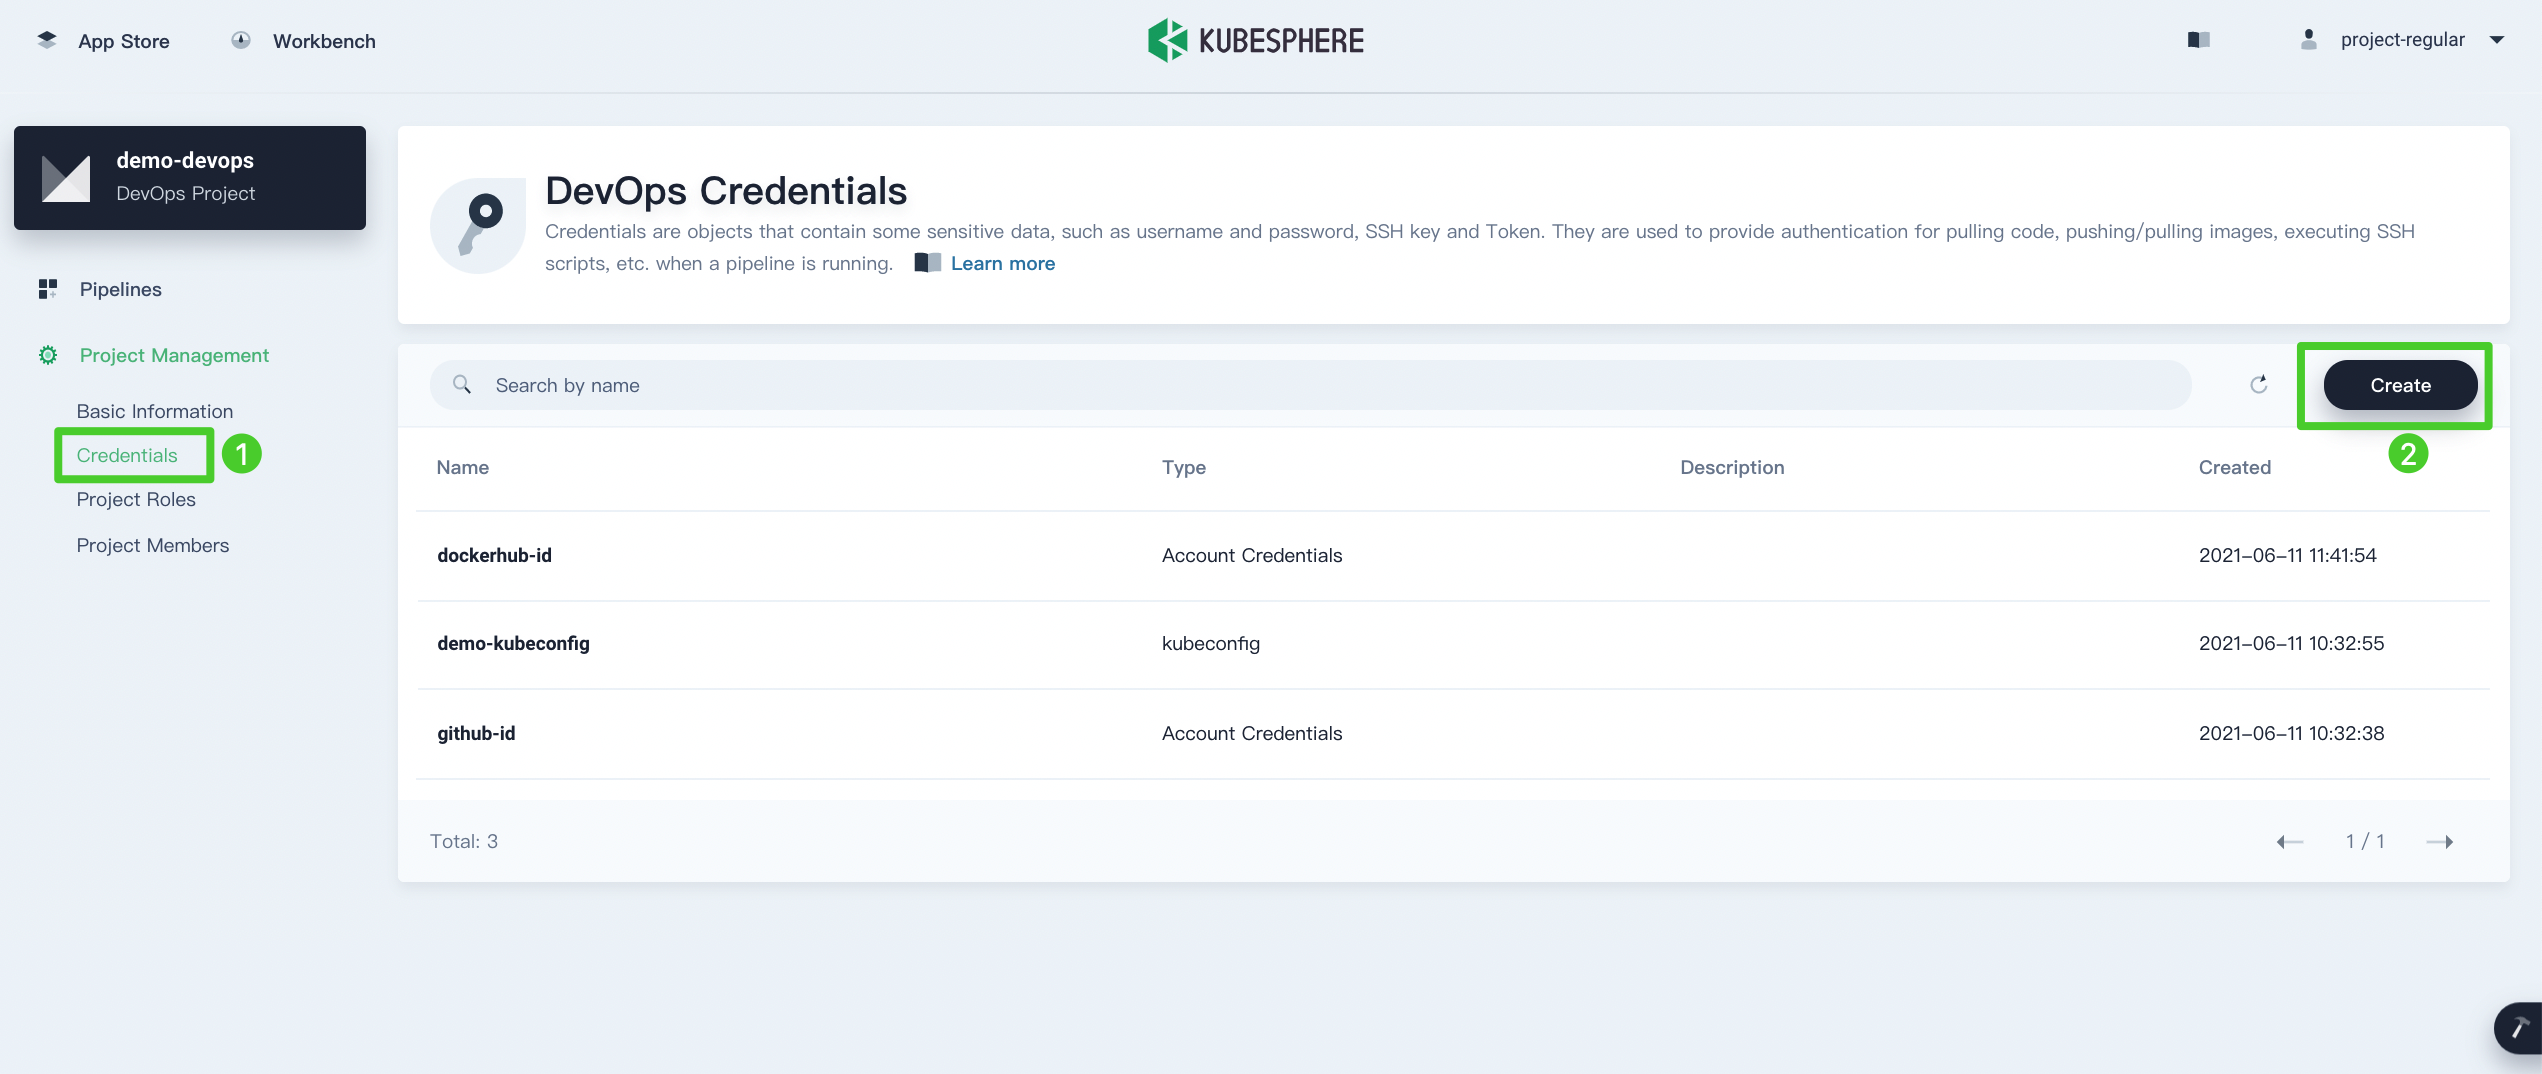 App Store
Workbench
KUBESPHERE
project-regular
demo-devops
DevOps Project
Pipelines
Project Management
Basic Information
Credentials
1
Project Roles
Project Members
DevOps Credentials
Credentials are objects that contain some sensitive data, such as username and password, SSH key and Token. They are used to provide authentication for pulling code, pushing/pulling images, executing SSH
scripts, etc. when a pipeline is running. Learn more
Search by name
Create
2
Name Type Description Created
dockerhub-id Account Credentials 2021-06-11 11:41:54
demo-kubeconfig kubeconfig 2021-06-11 10:32:55
github-id Account Credentials 2021-06-11 10:32:38
Total: 3
1 / 1